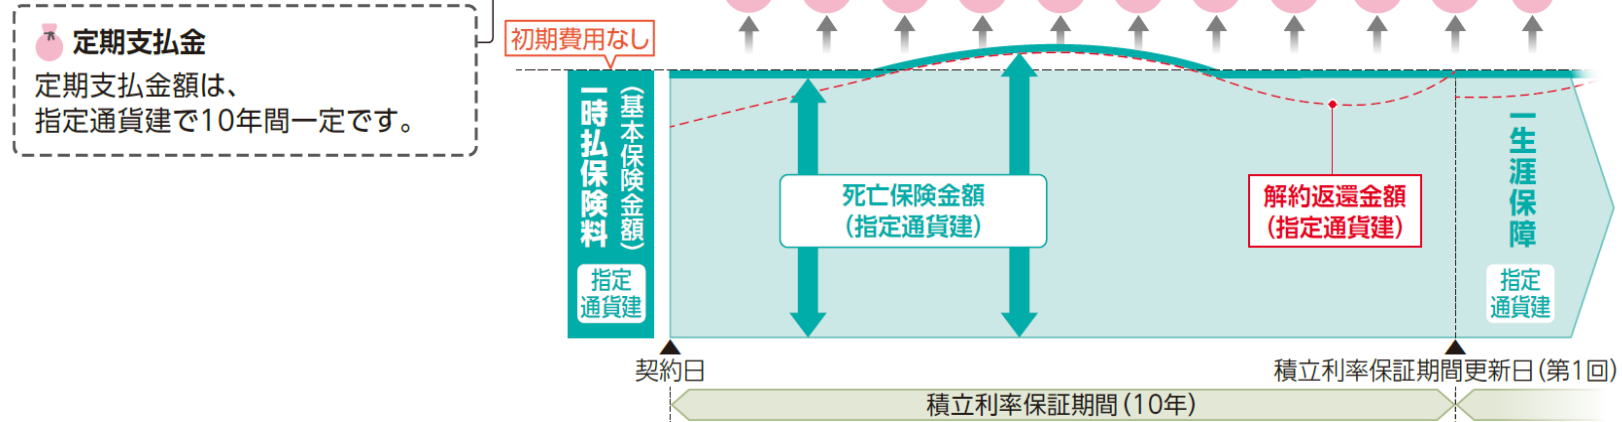 定期支払金
定期支払金額は、
指定通貨建で10年間一定です。
初期費用なし
一時払保険料
(基本保険金額)
指定
通貨建
死亡保険金額
(指定通貨建)
解約返還金額
(指定通貨建)
一生涯保障
指定
通貨建
契約日
積立利率保証期間更新日(第1回)
積立利率保証期間(10年)